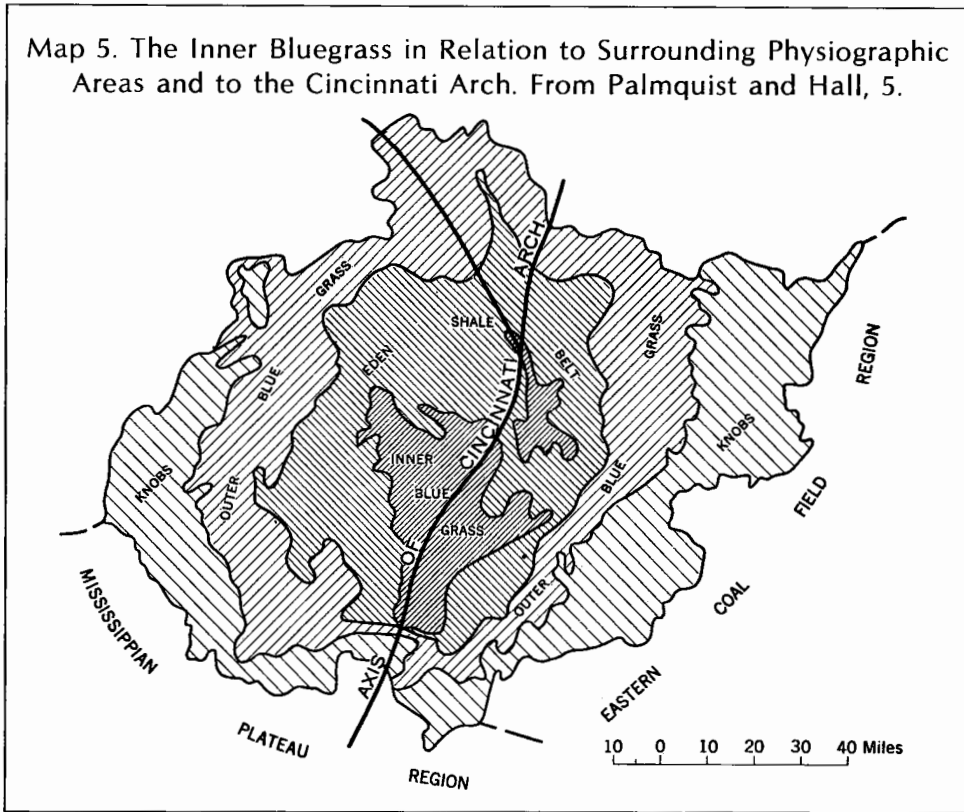 Map 5. The Inner Bluegrass in Relation to Surrounding Physiographic
Areas and to the Cincinnati Arch. From Palmquist and Hall, 5.
ARCH
GRASS
SHALE
GRASS
REGION
EDEN
BELT
BLUE
CINCINNATI
KNOBS
INNER
KNOBS
BLUE
BLUE
OUTER
FIELD
GRASS
OF
MISSISSIPPIAN
OUTER
COAL
AXIS
EASTERN
PLATEAU
REGION
10 0 10 20 30 40 Miles